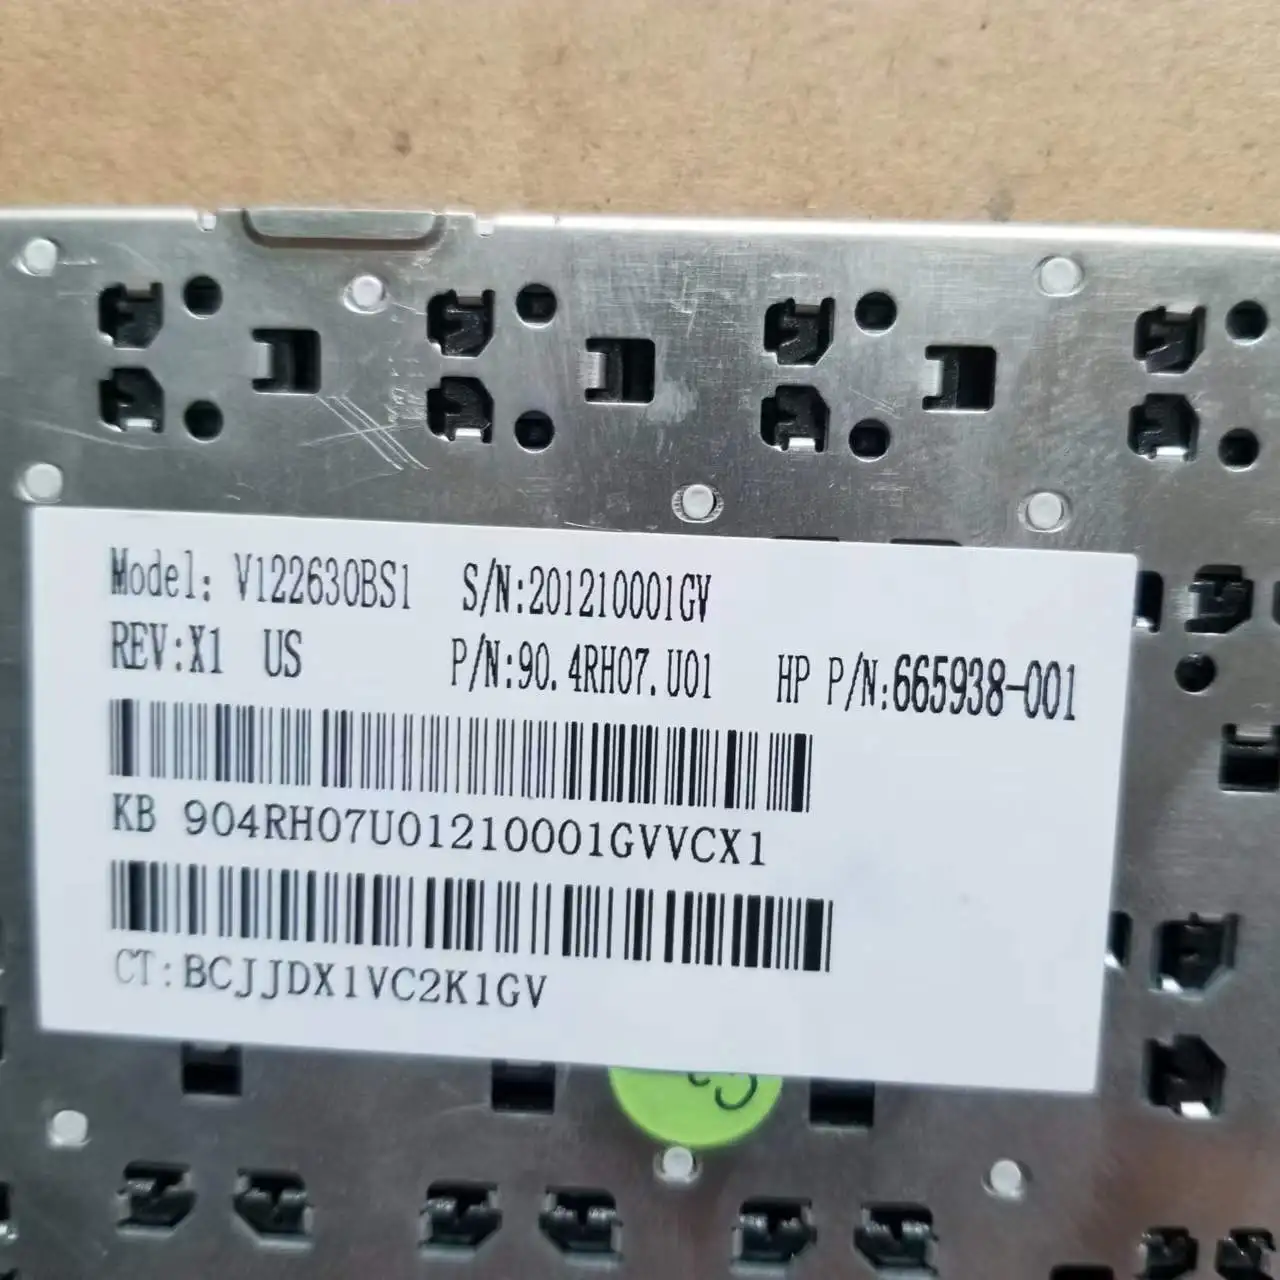 Model: V122630BS1 S/N:201210001GV
REV:X1 US P/N:90.4RH07.U01 HP P/N:665938-001
KB 904RH07U01210001GVVCX1
CT:BCJJDX1VC2K1GV